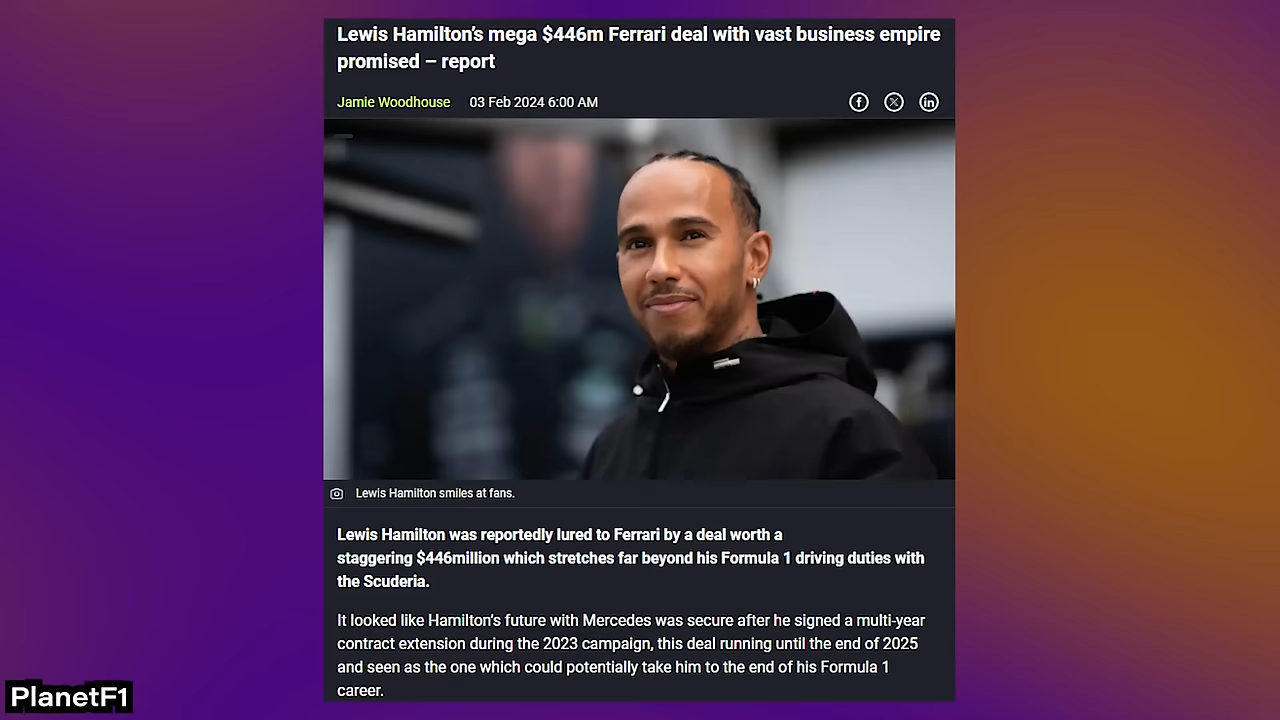 Lewis Hamilton's mega $446m Ferrari deal with vast business empire
promised – report
Jamie Woodhouse 03 Feb 2024 6:00 AM
Lewis Hamilton smiles at fans.
Lewis Hamilton was reportedly lured to Ferrari by a deal worth a
staggering $446million which stretches far beyond his Formula 1 driving duties with
the Scuderia.
It looked like Hamilton's future with Mercedes was secure after he signed a multi-year
contract extension during the 2023 campaign, this deal running until the end of 2025
and seen as the one which could potentially take him to the end of his Formula 1
career.
PlanetF1